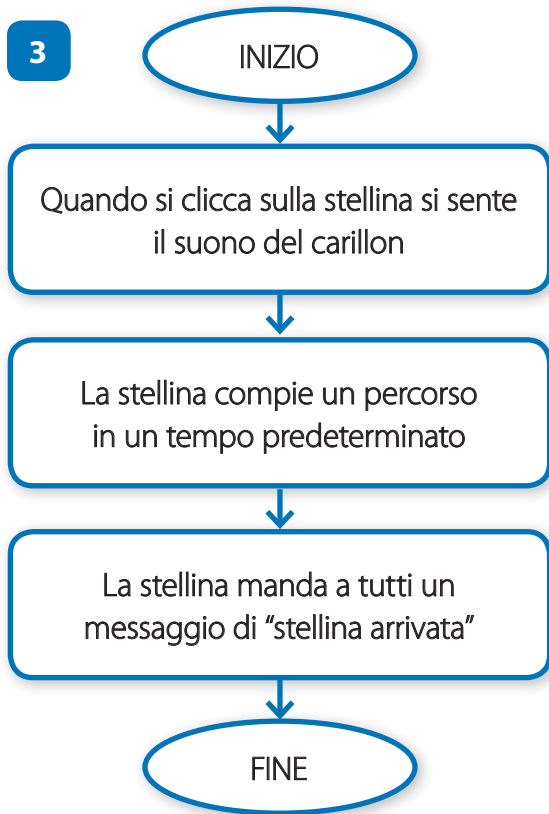 3
INIZIO
Quando si clicca sulla stellina si sente
il suono del carillon
La stellina compie un percorso
in un tempo predeterminato
La stellina manda a tutti un
messaggio di “stellina arrivata”
FINE